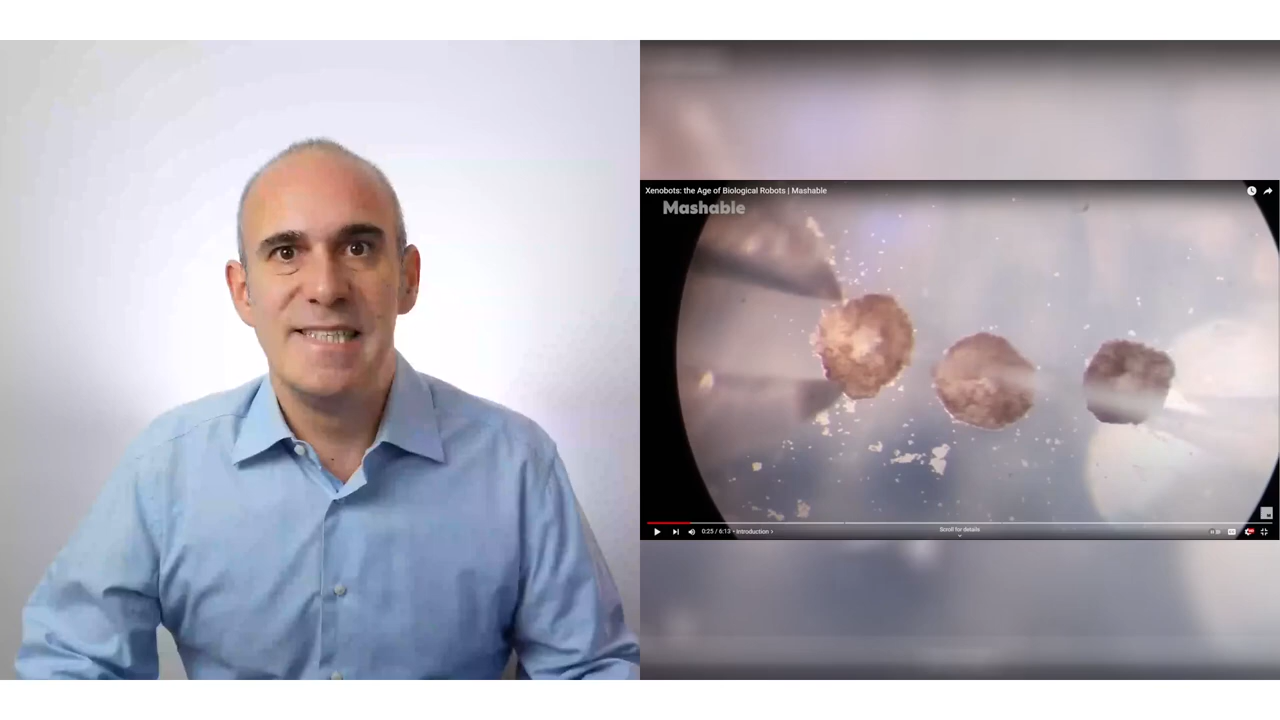 Xenobots: the Age of Biological Robots | Mashable
Mashable
0:25 / 6:13 • Introduction
Scroll for details